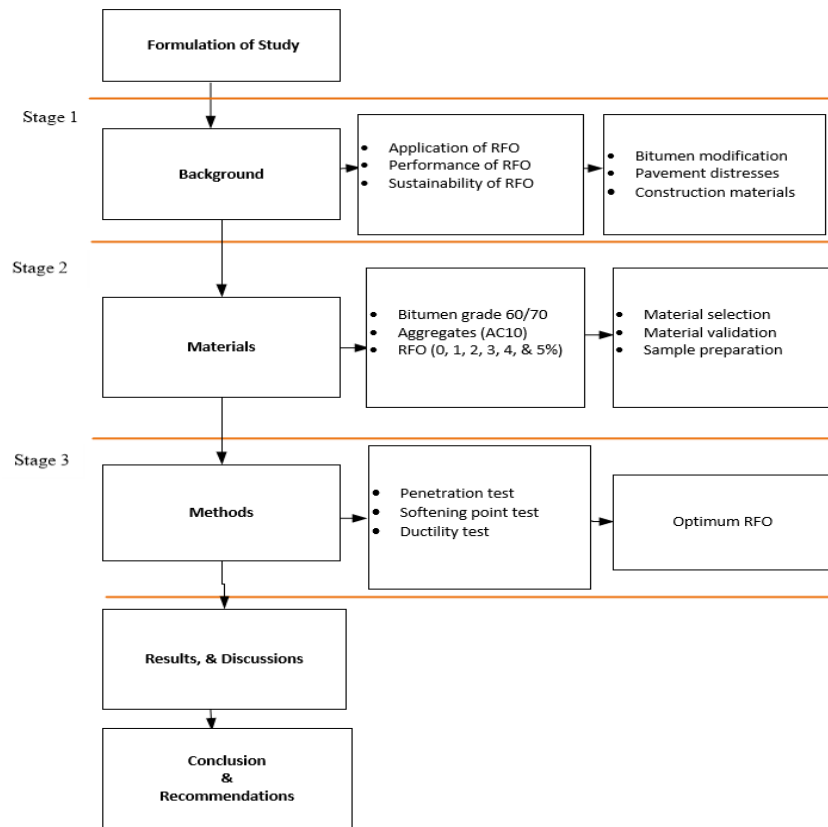 Formulation of Study
Stage 1
Background
• Application of RFO
• Performance of RFO
• Sustainability of RFO
• Bitumen modification
• Pavement distresses
• Construction materials
Stage 2
Materials
• Bitumen grade 60/70
• Aggregates (AC10)
• RFO (0, 1, 2, 3, 4, & 5%)
• Material selection
• Material validation
• Sample preparation
Stage 3
Methods
• Penetration test
• Softening point test
• Ductility test
Optimum RFO
Results, & Discussions
Conclusion
&
Recommendations